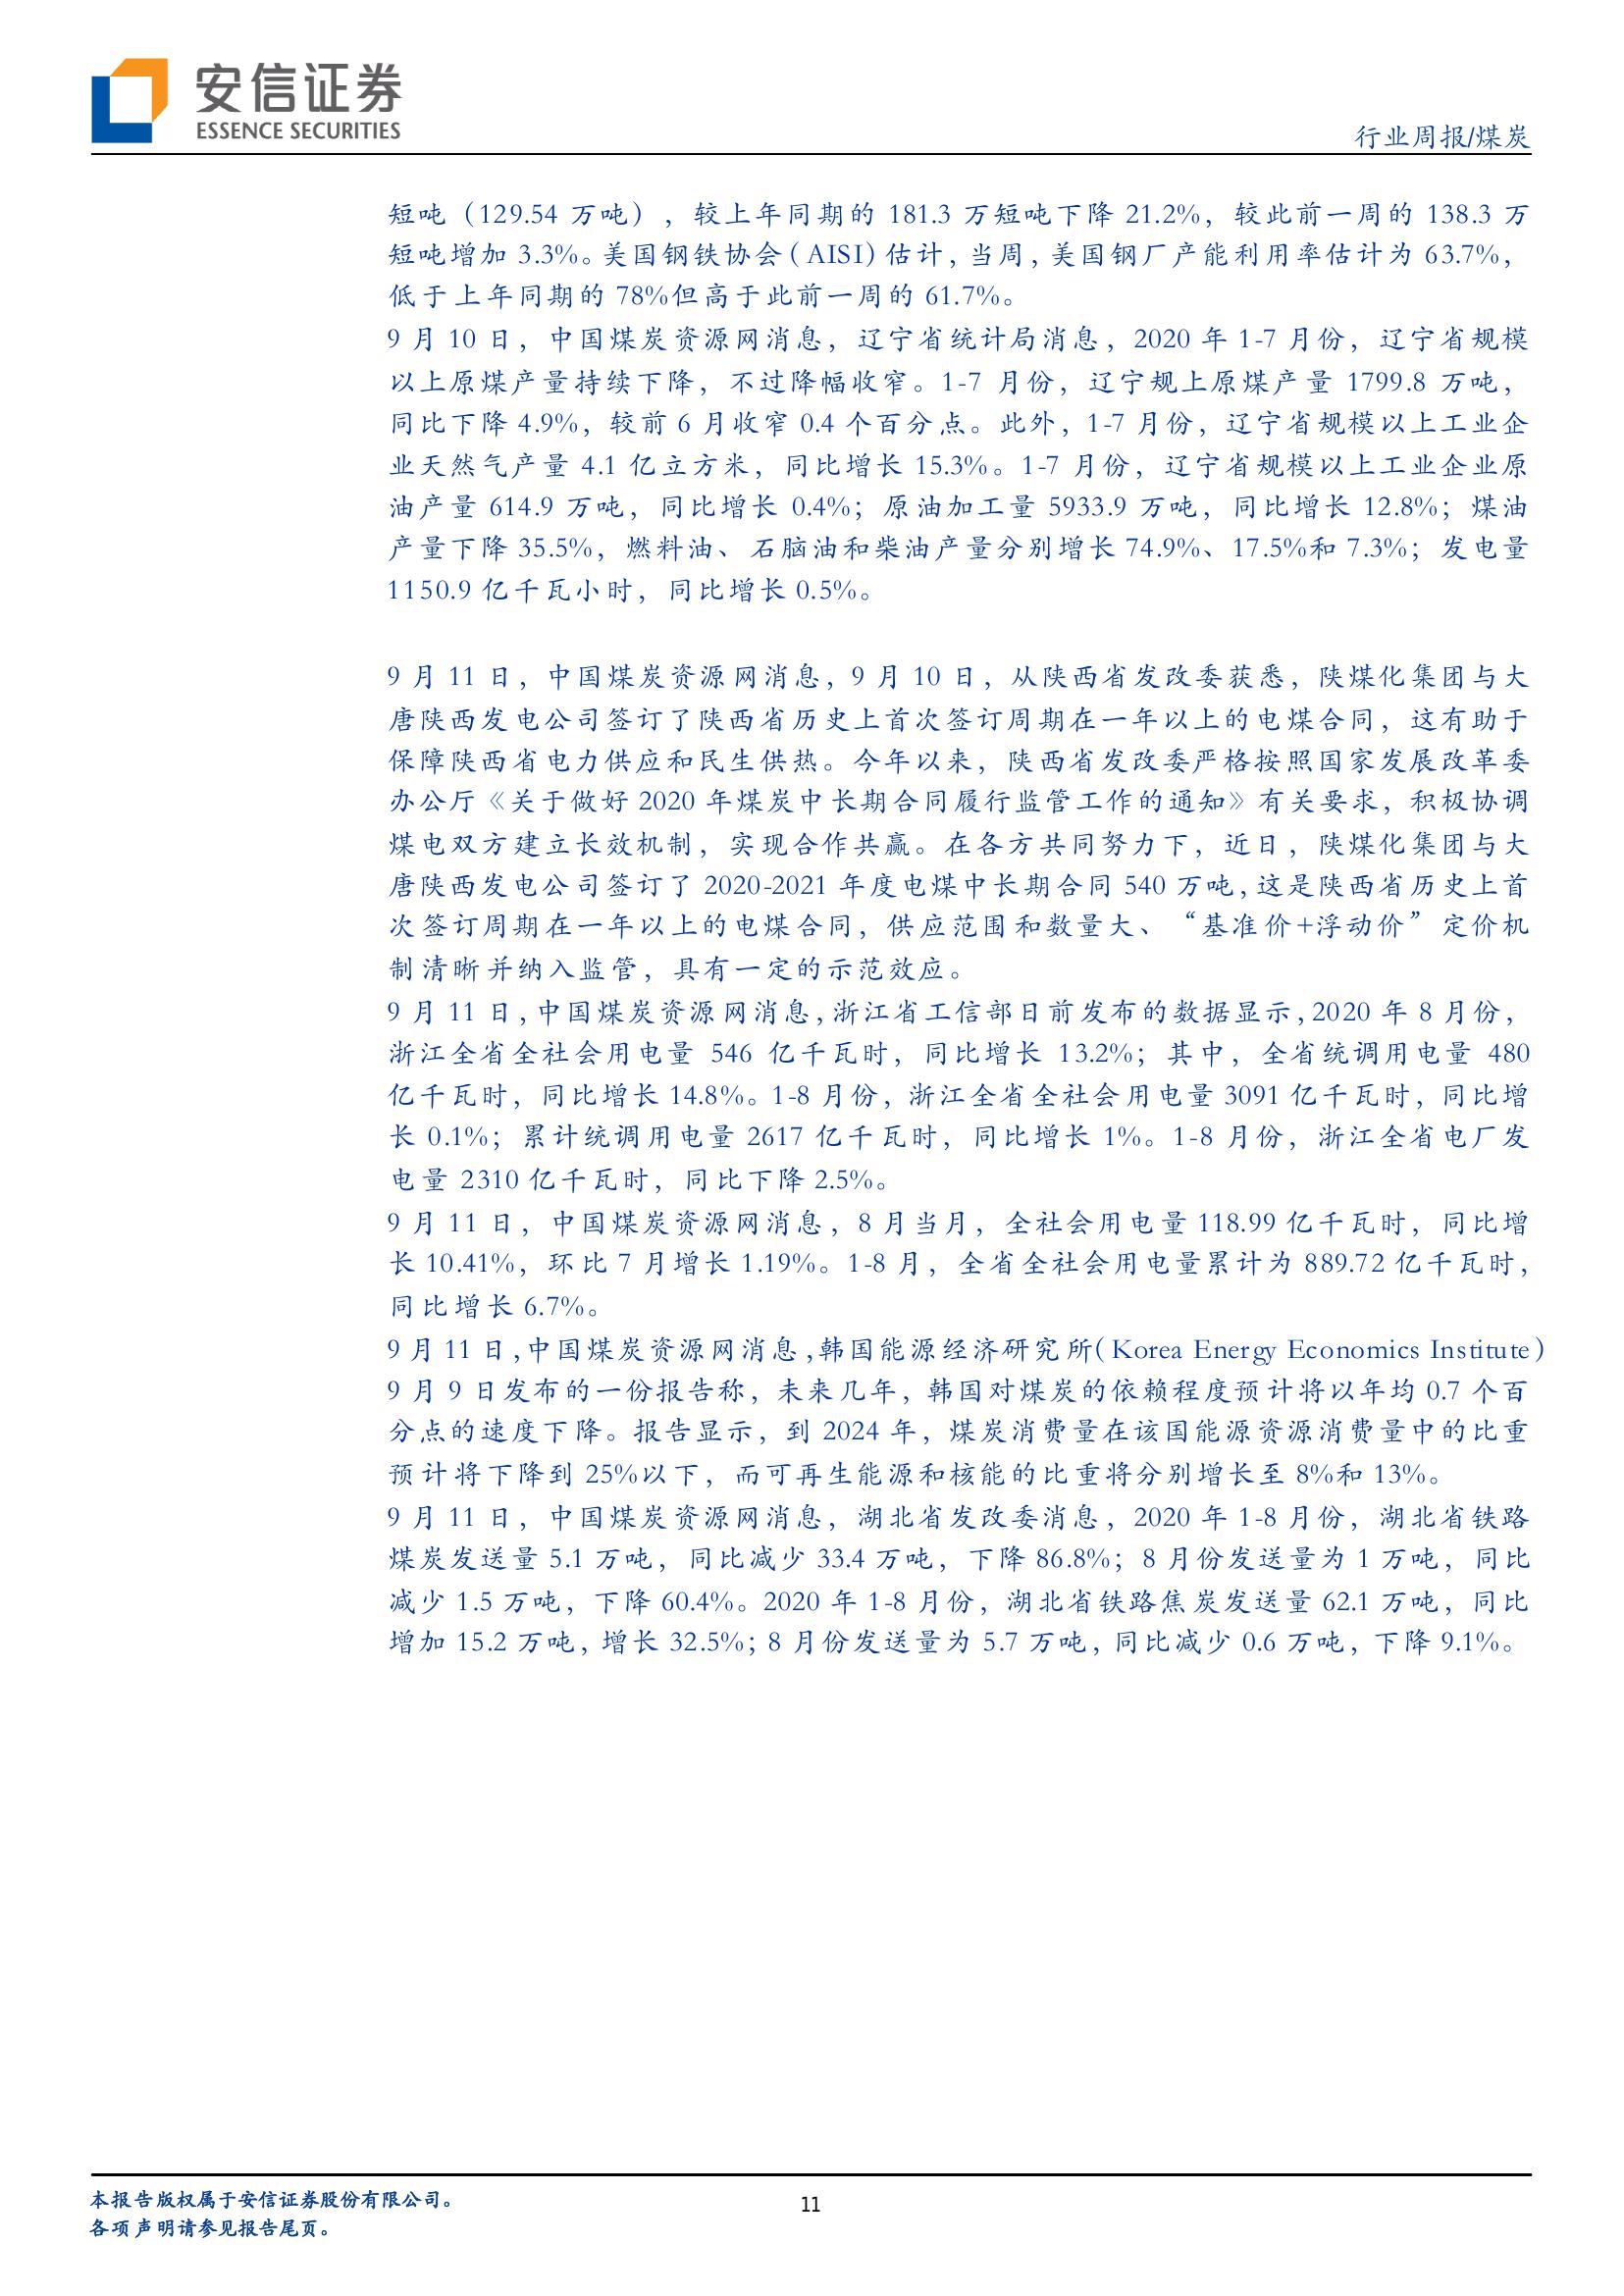 安信证券
ESSENCE SECURITIES
行业周报/煤炭
短吨（129.54 万吨），较上年同期的 181.3 万短吨下降 21.2%，较此前一周的 138.3 万
短吨增加 3.3%。美国钢铁协会(AISI)估计，当周，美国钢厂产能利用率估计为 63.7%，
低于上年同期的 78%但高于此前一周的 61.7%。
9 月 10 日，中国煤炭资源网消息，辽宁省统计局消息，2020 年 1-7 月份，辽宁省规模
以上原煤产量持续下降，不过降幅收窄。1-7 月份，辽宁规上原煤产量 1799.8 万吨，
同比下降 4.9%，较前 6 月收窄 0.4 个百分点。此外，1-7 月份，辽宁省规模以上工业企
业天然气产量 4.1 亿立方米，同比增长 15.3%。1-7 月份，辽宁省规模以上工业企业原
油产量 614.9 万吨，同比增长 0.4%；原油加工量 5933.9 万吨，同比增长 12.8%；煤油
产量下降 35.5%，燃料油、石脑油和柴油产量分别增长 74.9%、17.5%和 7.3%；发电量
1150.9 亿千瓦小时，同比增长 0.5%。
9 月 11 日，中国煤炭资源网消息，9 月 10 日，从陕西省发改委获悉，陕煤化集团与大
唐陕西发电公司签订了陕西省历史上首次签订周期在一年以上的电煤合同，这有助于
保障陕西省电力供应和民生供热。今年以来，陕西省发改委严格按照国家发展改革委
办公厅《关于做好 2020 年煤炭中长期合同履行监管工作的通知》有关要求，积极协调
煤电双方建立长效机制，实现合作共赢。在各方共同努力下，近日，陕煤化集团与大
唐陕西发电公司签订了 2020-2021 年度电煤中长期合同 540 万吨，这是陕西省历史上首
次签订周期在一年以上的电煤合同，供应范围和数量大、“基准价+浮动价”定价机
制清晰并纳入监管，具有一定的示范效应。
9 月 11 日，中国煤炭资源网消息，浙江省工信部日前发布的数据显示，2020 年 8 月份，
浙江全省全社会用电量 546 亿千瓦时，同比增长 13.2%；其中，全省统调用电量 480
亿千瓦时，同比增长 14.8%。1-8 月份，浙江全省全社会用电量 3091 亿千瓦时，同比增
长 0.1%；累计统调用电量 2617 亿千瓦时，同比增长 1%。1-8 月份，浙江全省电厂发
电量 2310 亿千瓦时，同比下降 2.5%。
9 月 11 日，中国煤炭资源网消息，8 月当月，全社会用电量 118.99 亿千瓦时，同比增
长 10.41%，环比 7 月增长 1.19%。1-8 月，全省全社会用电量累计为 889.72 亿千瓦时，
同比增长 6.7%。
9 月 11 日，中国煤炭资源网消息，韩国能源经济研究所(Korea Energy Economics Institute)
9 月 9 日发布的一份报告称，未来几年，韩国对煤炭的依赖程度预计将以年均 0.7 个百
分点的速度下降。报告显示，到 2024 年，煤炭消费量在该国能源资源消费量中的比重
预计将下降到 25%以下，而可再生能源和核能的比重将分别增长至 8%和 13%。
9 月 11 日，中国煤炭资源网消息，湖北省发改委消息，2020 年 1-8 月份，湖北省铁路
煤炭发送量 5.1 万吨，同比减少 33.4 万吨，下降 86.8%；8 月份发送量为 1 万吨，同比
减少 1.5 万吨，下降 60.4%。2020 年 1-8 月份，湖北省铁路焦炭发送量 62.1 万吨，同比
增加 15.2 万吨，增长 32.5%；8 月份发送量为 5.7 万吨，同比减少 0.6 万吨，下降 9.1%。
本报告版权属于安信证券股份有限公司。
11
各项声明请参见报告尾页。